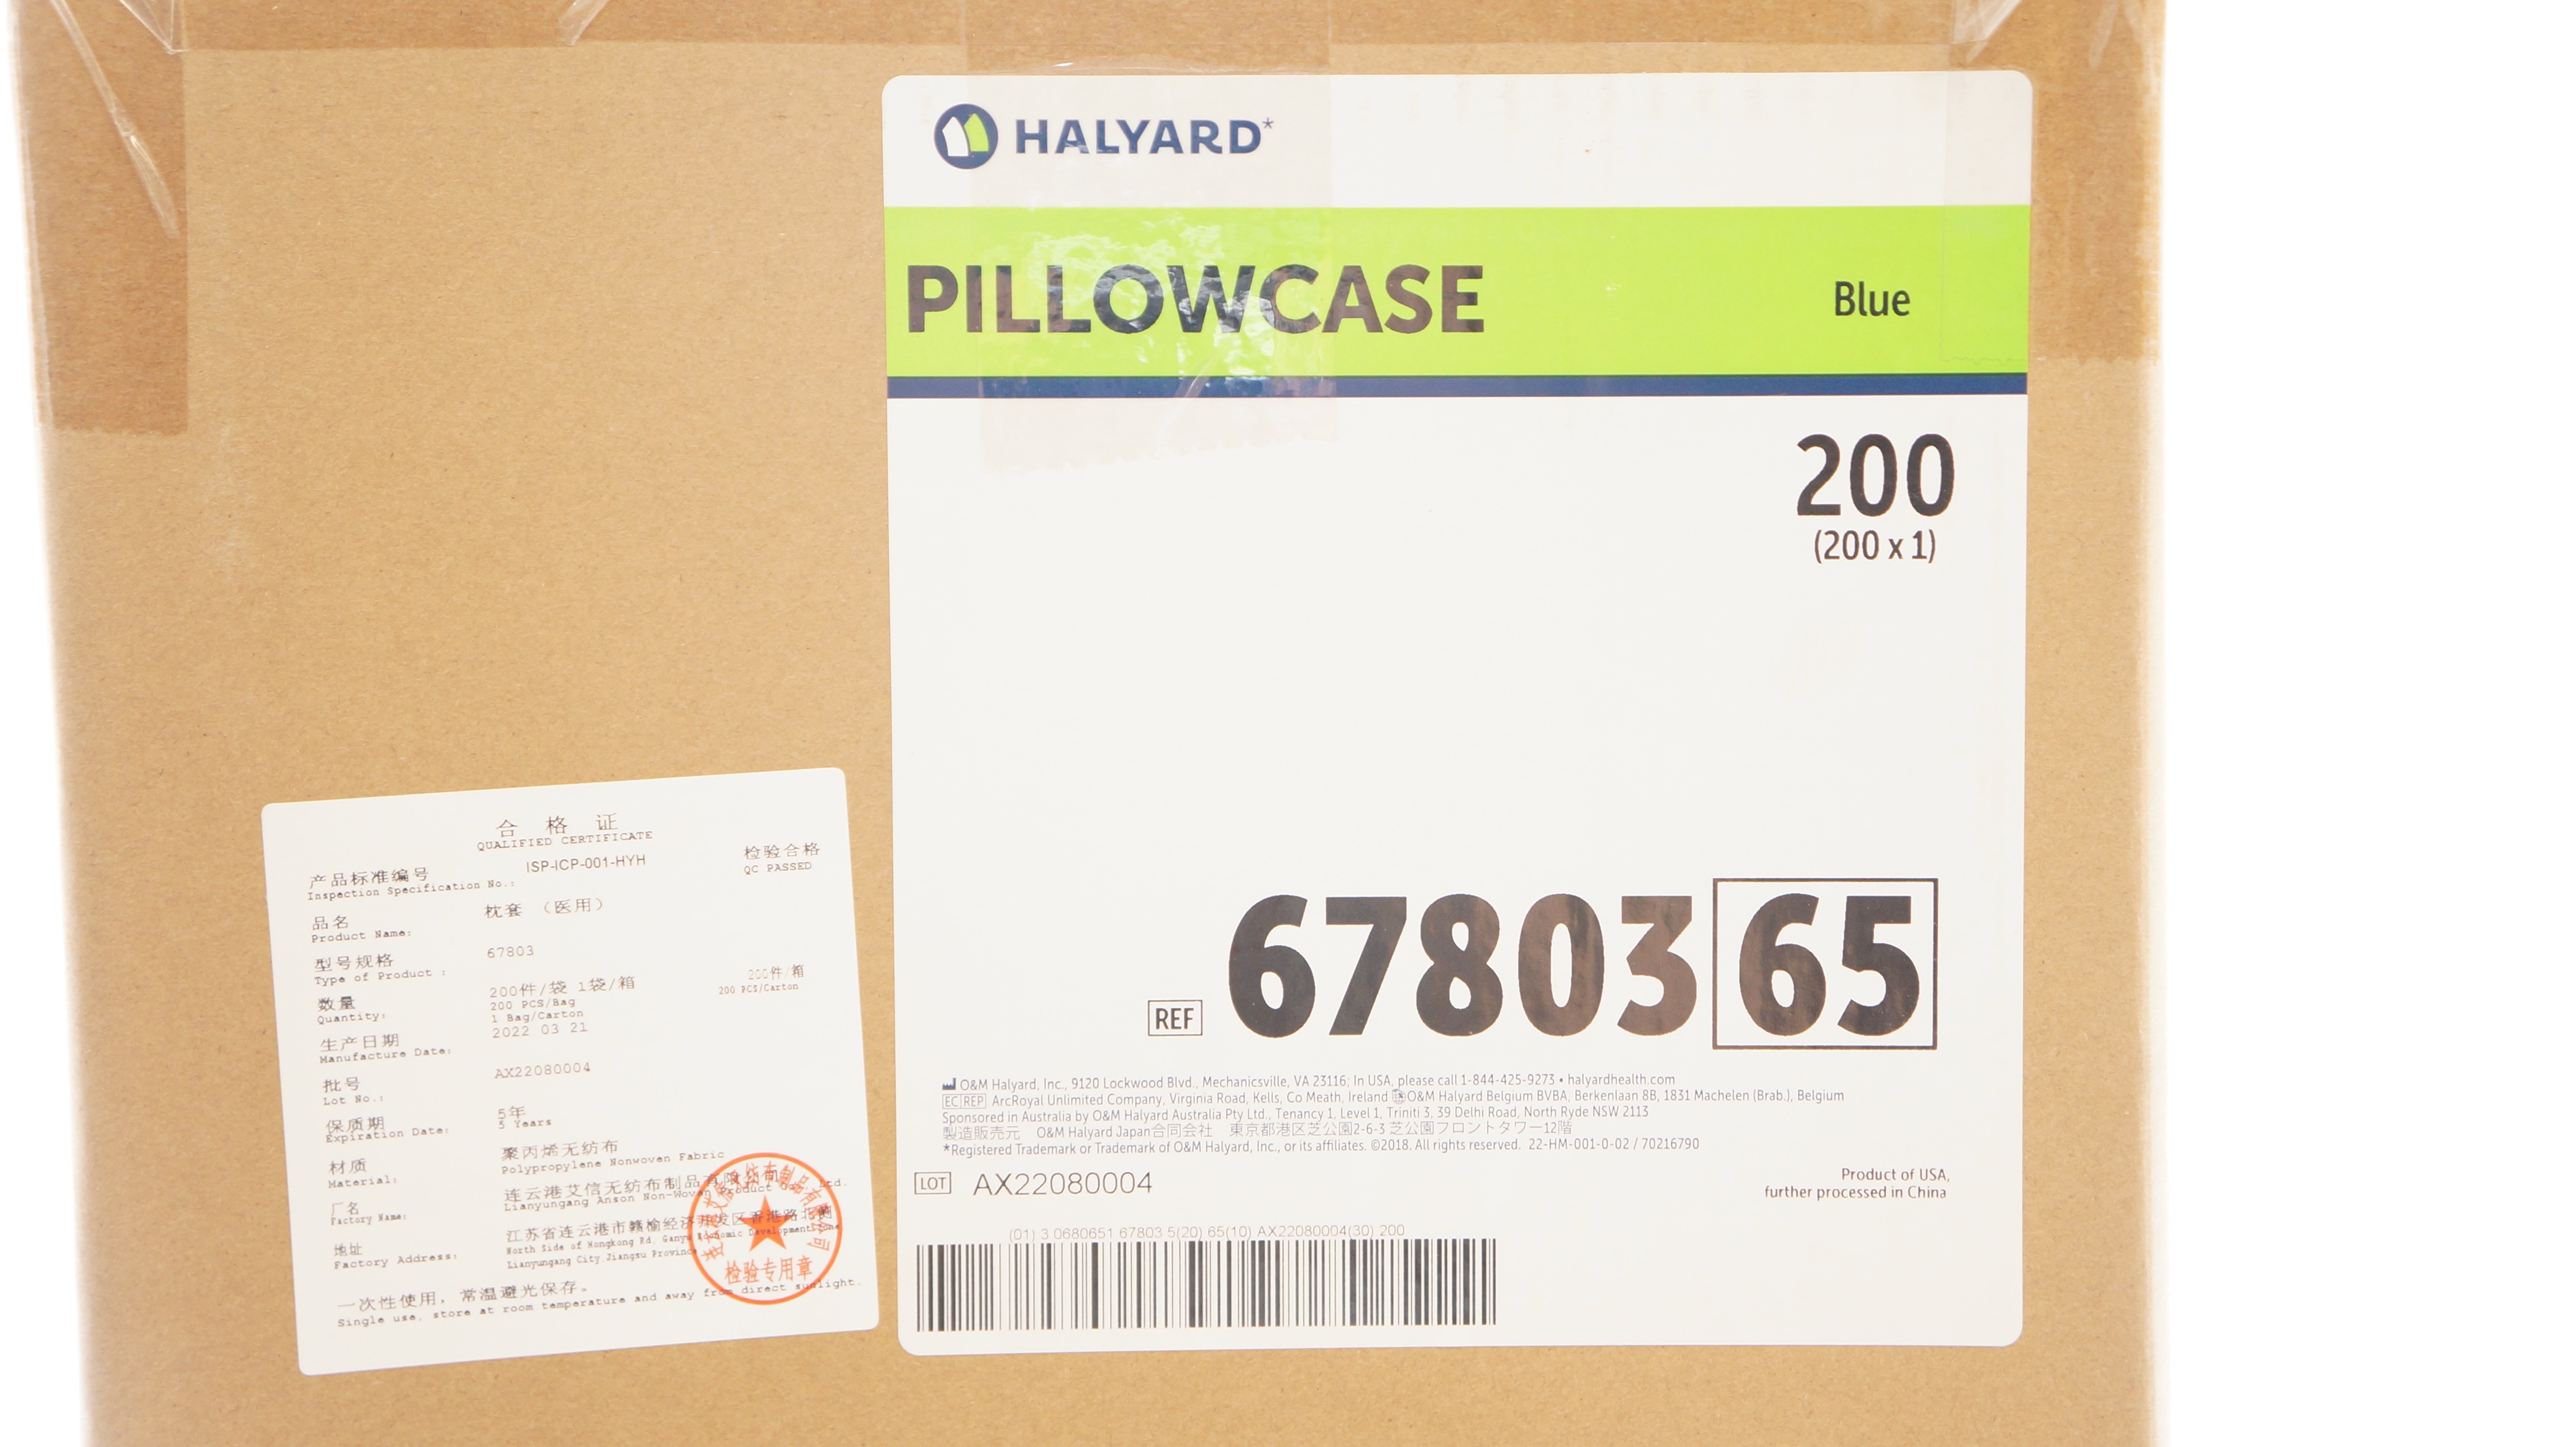 HALYARD*
PILLOWCASE
Blue
200
(200 x 1)
REF 67803 65
O&M Halyard, Inc., 9120 Lockwood Blvd., Mechanicsville, VA 23116; In USA, please call 1-844-425-9273 • halyardhealth.com
EC REP ArcRoyal Unlimited Company, Virginia Road, Kells, Co Meath, Ireland O&M Halyard Belgium BVBA, Berkenlaan 8B, 1831 Machelen (Brab.), Belgium
Sponsored in Australia by O&M Halyard Australia Pty Ltd., Tenancy 1, Level 1, Triniti 3, 39 Delhi Road, North Ryde NSW 2113
製造販売元 O&M Halyard Japan合同会社 東京都港区芝公園2-6-3 芝公園フロントタワー12階
*Registered Trademark or Trademark of O&M Halyard, Inc., or its affiliates. ©2018. All rights reserved. 22-HM-001-0-02 / 70216790
LOT AX22080004
Product of USA,
further processed in China
(01) 3 0680651 67803 5(20) 65(10) AX22080004(30) 200
合格证
QUALIFIED CERTIFICATE
产品标准编号 ISP-ICP-001-HYH 检验合格
Inspection Specification No.: QC PASSED
品名 枕套 （医用）
Product Name:
型号规格 67803
Type of Product :
数量 200件/袋 1袋/箱 200件/箱
Quantity: 200 PCS/Bag 200 PCS/Carton
1 Bag/Carton
生产日期 2022 03 21
Manufacture Date:
批号 AX22080004
Lot No.:
保质期 5年
Expiration Date: 5 Years
材质 聚丙烯无纺布
Material: Polypropylene Nonwoven Fabric
厂名 连云港艾信无纺布制品有限公司
Factory Name: Lianyungang Anson Non-Woven Product Ltd.
地址 江苏省连云港市赣榆经济开发区香港路北侧
Factory Address: North Side of Hongkong Rd. Ganyu Economic Development Zone
Lianyungang City,Jiangsu Province
一次性使用，常温避光保存。
Single use, store at room temperature and away from direct sunlight.
检验专用章